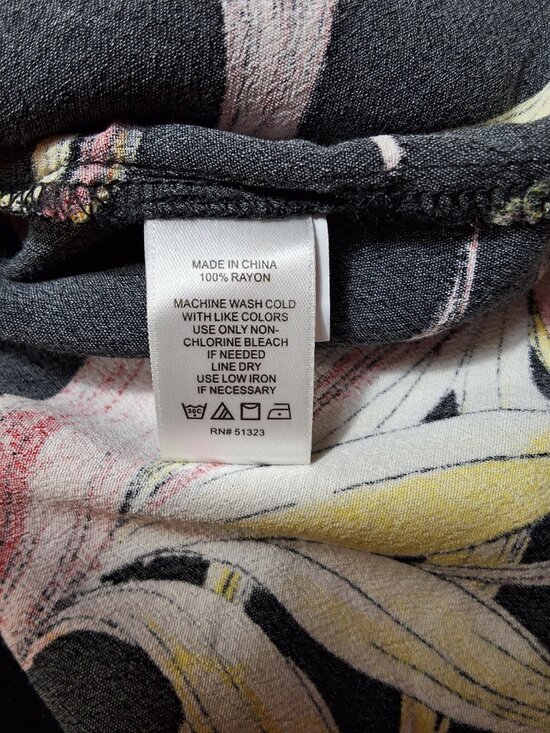 MADE IN CHINA
100% RAYON
MACHINE WASH COLD
WITH LIKE COLORS
USE ONLY NON-
CHLORINE BLEACH
IF NEEDED
LINE DRY
USE LOW IRON
IF NECESSARY
30C
RN# 51323